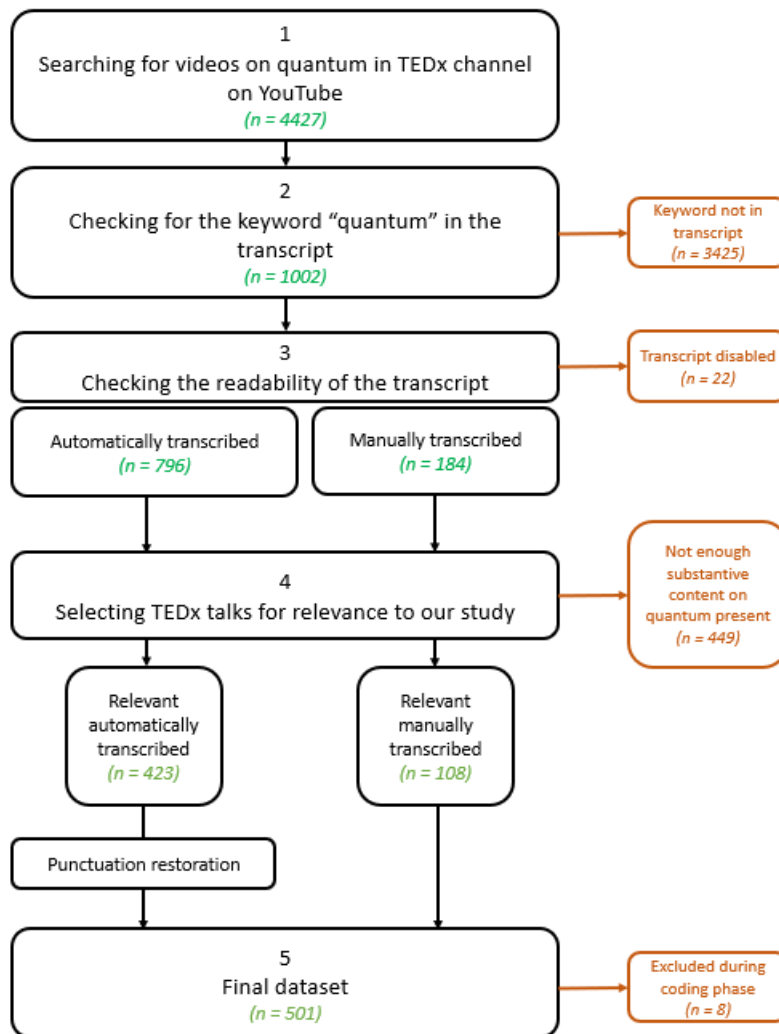 1
Searching for videos on quantum in TEDx channel
on YouTube
(n = 4427)
2
Checking for the keyword “quantum” in the
transcript
(n = 1002)
Keyword not in
transcript
(n = 3425)
3
Checking the readability of the transcript
Transcript disabled
(n = 22)
Automatically transcribed
(n = 796)
Manually transcribed
(n = 184)
4
Selecting TEDx talks for relevance to our study
Not enough
substantive
content on
quantum present
(n = 449)
Relevant
automatically
transcribed
(n = 423)
Relevant
manually
transcribed
(n = 108)
Punctuation restoration
5
Final dataset
(n = 501)
Excluded during
coding phase
(n = 8)